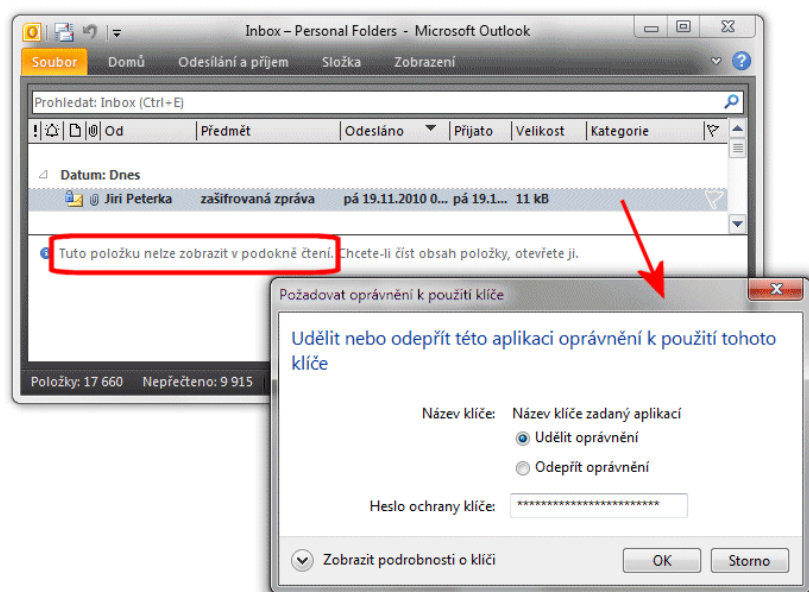 Inbox – Personal Folders - Microsoft Outlook
Soubor Domů Odesílání a příjem Složka Zobrazení
Prohledat: Inbox (Ctrl+E)
! Od Předmět Odesláno Přijato Velikost Kategorie
Datum: Dnes
Jiri Peterka zašifrovaná zpráva pá 19.11.2010 0... pá 19.1... 11 kB
Tuto položku nelze zobrazit v podokně čtení. Chcete-li číst obsah položky, otevřete ji.
Položky: 17 660 Nepřečteno: 9 915
Požadovat oprávnění k použití klíče
Udělit nebo odepřít této aplikaci oprávnění k použití tohoto
klíče
Název klíče: Název klíče zadaný aplikací
Udělit oprávnění
Odepřít oprávnění
Heslo ochrany klíče: ************************
Zobrazit podrobnosti o klíči OK Storno